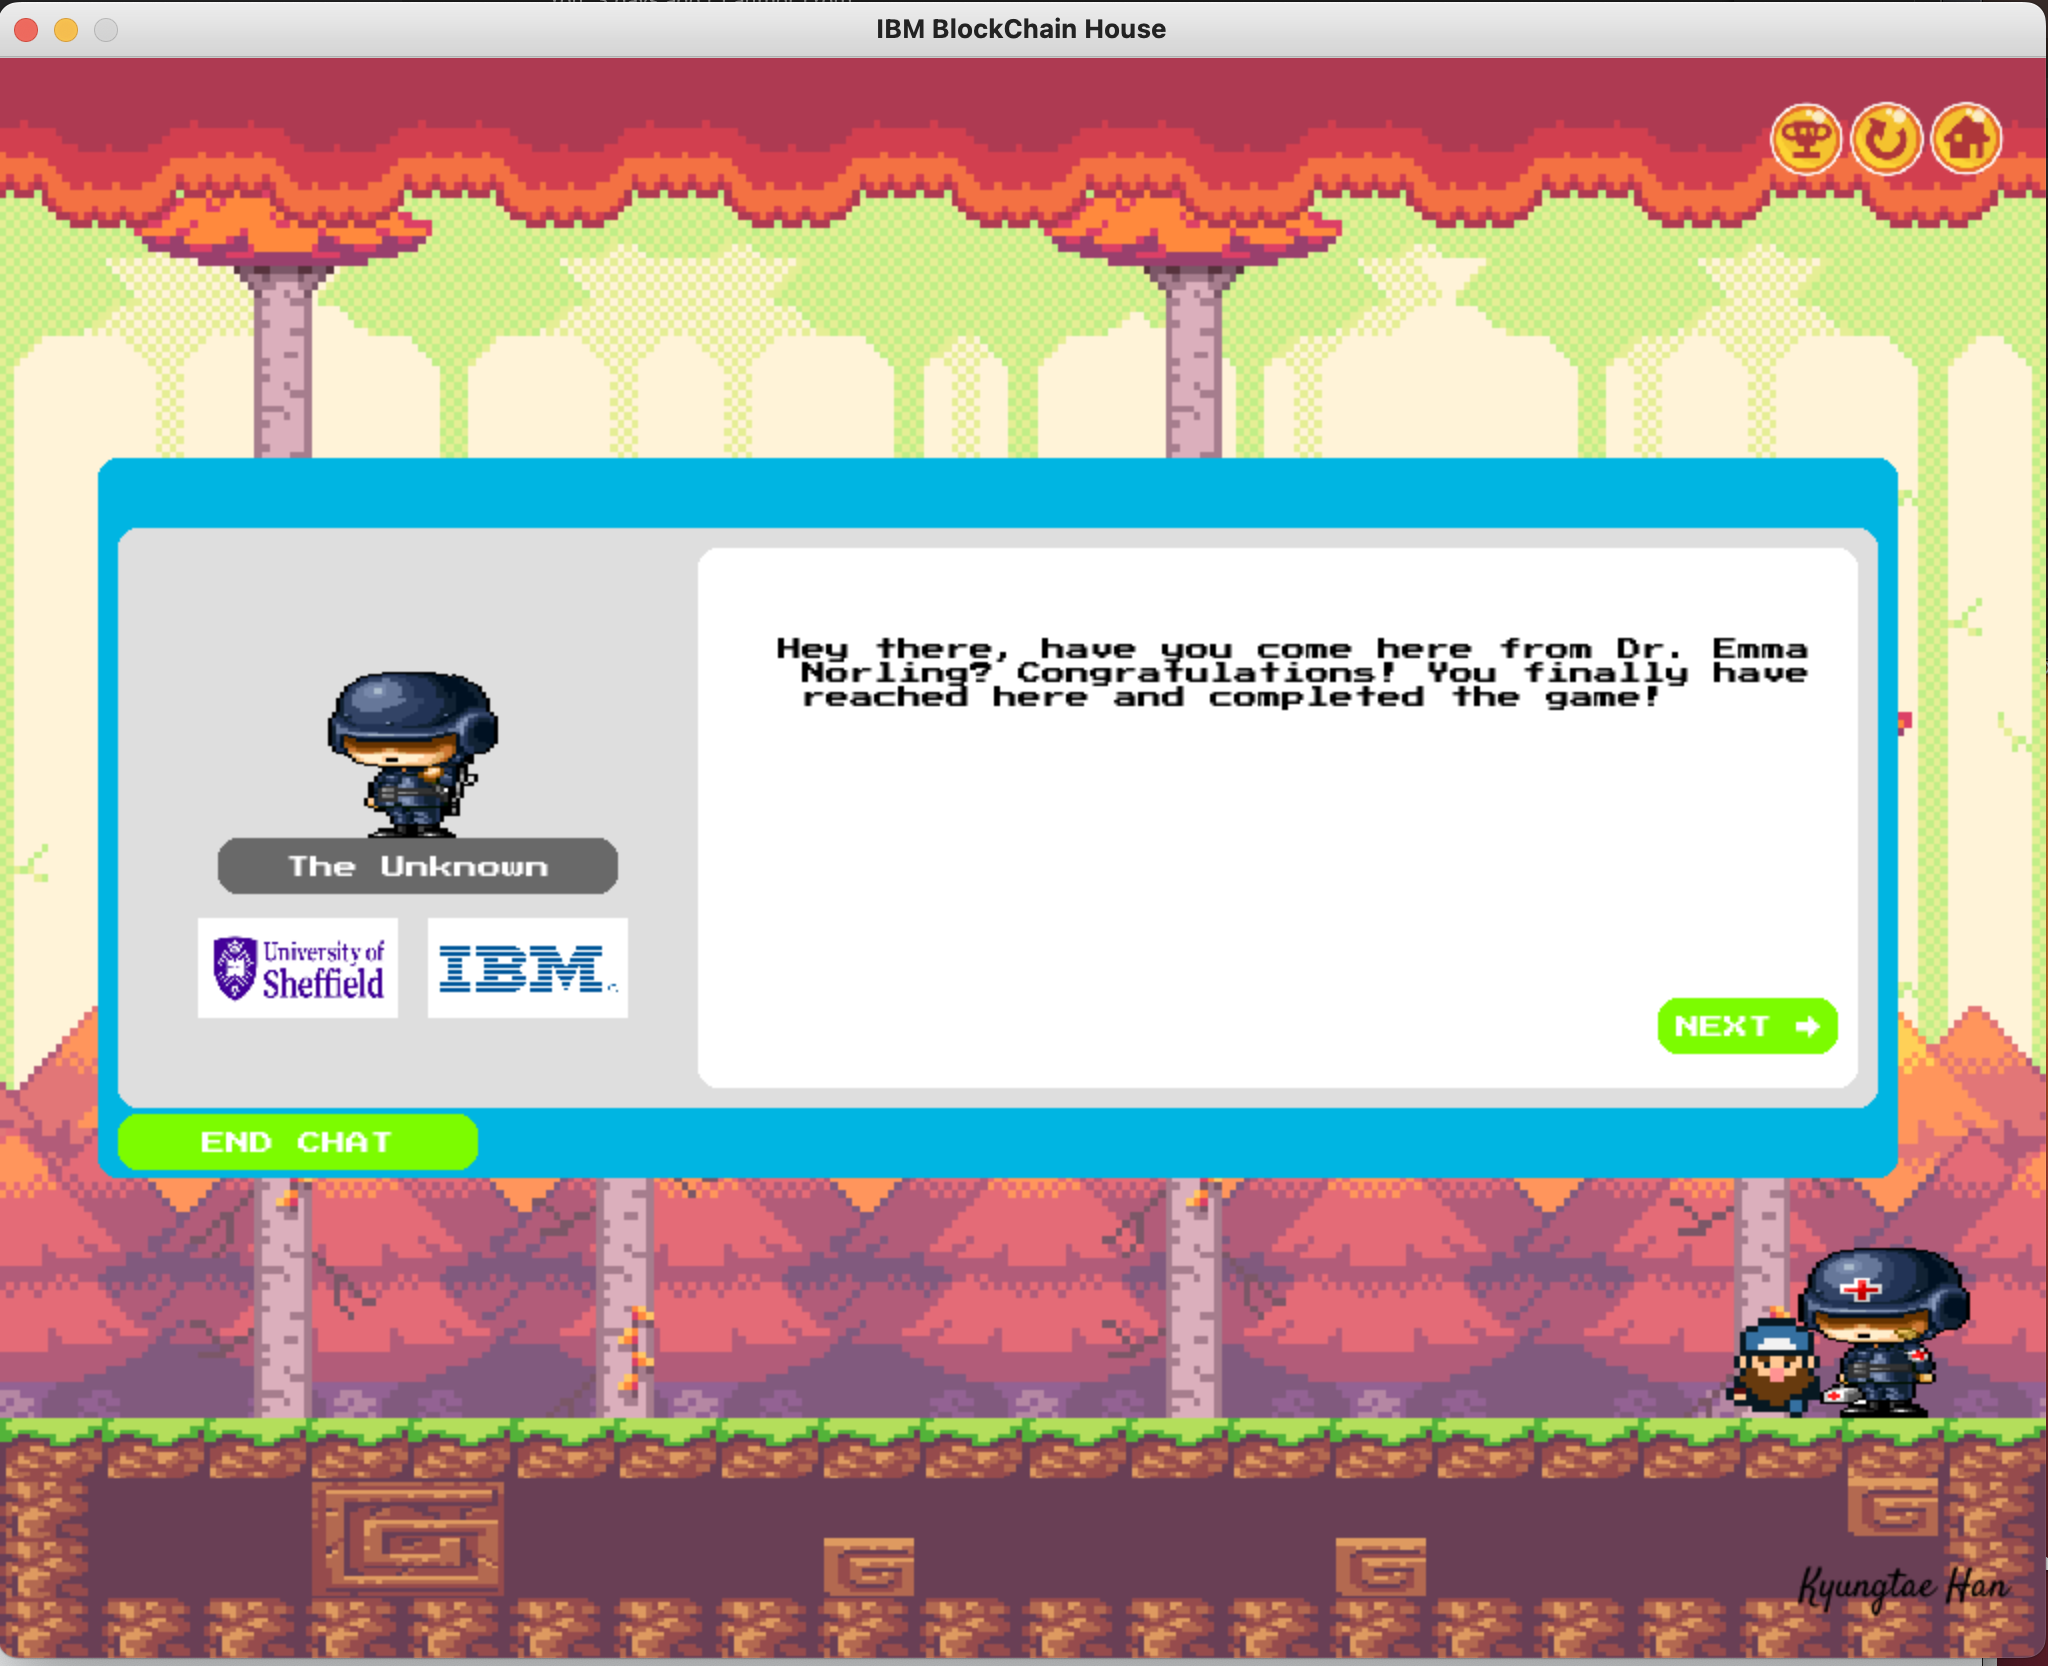 IBM BlockChain House
Hey there, have you come here from Dr. Emma
Norling? Congratulations! You finally have
reached here and completed the game!
The Unknown
University of
Sheffield
IBM
NEXT
END CHAT
Kyungtae Han